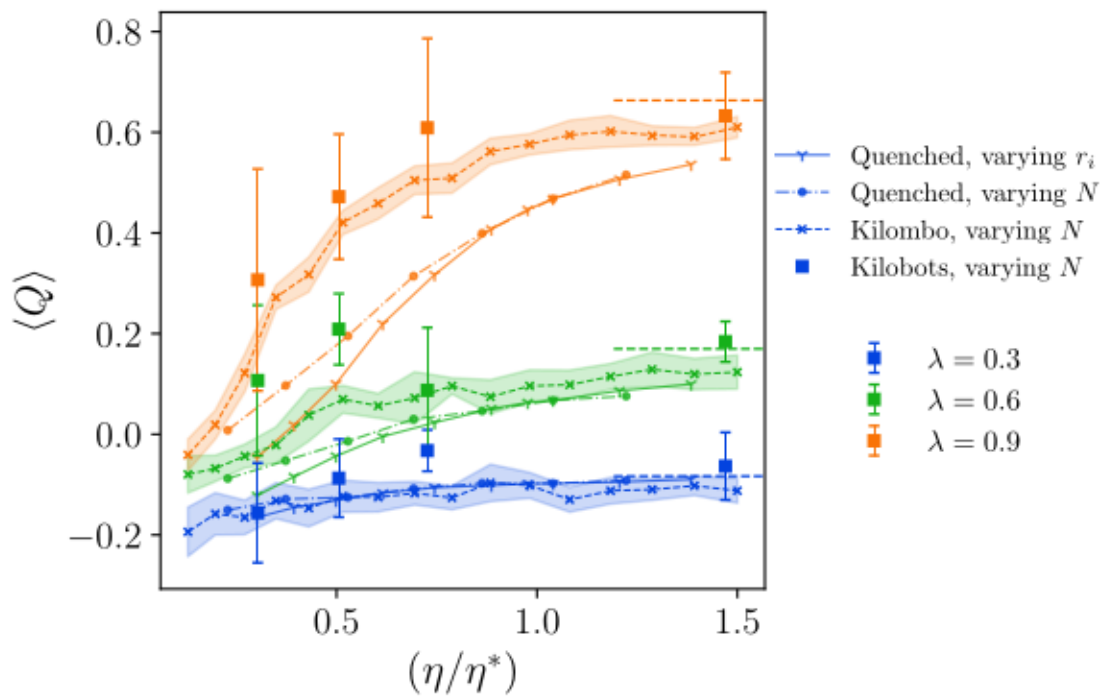 0.8
0.6
0.4
0.2
0.0
−0.2
⟨Q⟩
0.5
1.0
1.5
(η/η*)
Quenched, varying r_i
Quenched, varying N
Kilombo, varying N
Kilobots, varying N
λ = 0.3
λ = 0.6
λ = 0.9